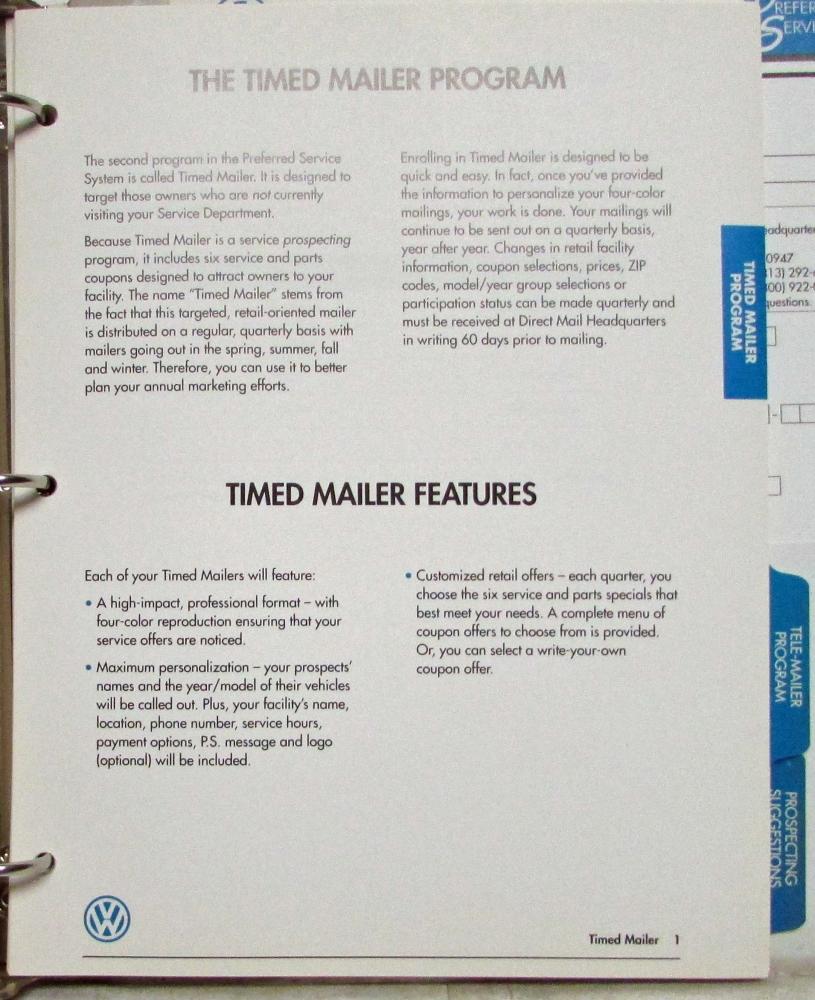 THE TIMED MAILER PROGRAM
The second program in the Preferred Service
System is called Timed Mailer. It is designed to
target those owners who are not currently
visiting your Service Department.
Because Timed Mailer is a service prospecting
program, it includes six service and parts
coupons designed to attract owners to your
facility. The name “Timed Mailer” stems from
the fact that this targeted, retail-oriented mailer
is distributed on a regular, quarterly basis with
mailers going out in the spring, summer, fall
and winter. Therefore, you can use it to better
plan your annual marketing efforts.
Enrolling in Timed Mailer is designed to be
quick and easy. In fact, once you’ve provided
the information to personalize your four-color
mailings, your work is done. Your mailings will
continue to be sent out on a quarterly basis,
year after year. Changes in retail facility
information, coupon selections, prices, ZIP
codes, model/year group selections or
participation status can be made quarterly and
must be received at Direct Mail Headquarters
in writing 60 days prior to mailing.
TIMED MAILER FEATURES
Each of your Timed Mailers will feature:
• A high-impact, professional format – with
four-color reproduction ensuring that your
service offers are noticed.
• Maximum personalization – your prospects’
names and the year/model of their vehicles
will be called out. Plus, your facility’s name,
location, phone number, service hours,
payment options, P.S. message and logo
(optional) will be included.
• Customized retail offers – each quarter, you
choose the six service and parts specials that
best meet your needs. A complete menu of
coupon offers to choose from is provided.
Or, you can select a write-your-own
coupon offer.
Timed Mailer 1
TIMED MAILER
PROGRAM
TELE-MAILER
PROGRAM
PROSPECTING
SUGGESTIONS